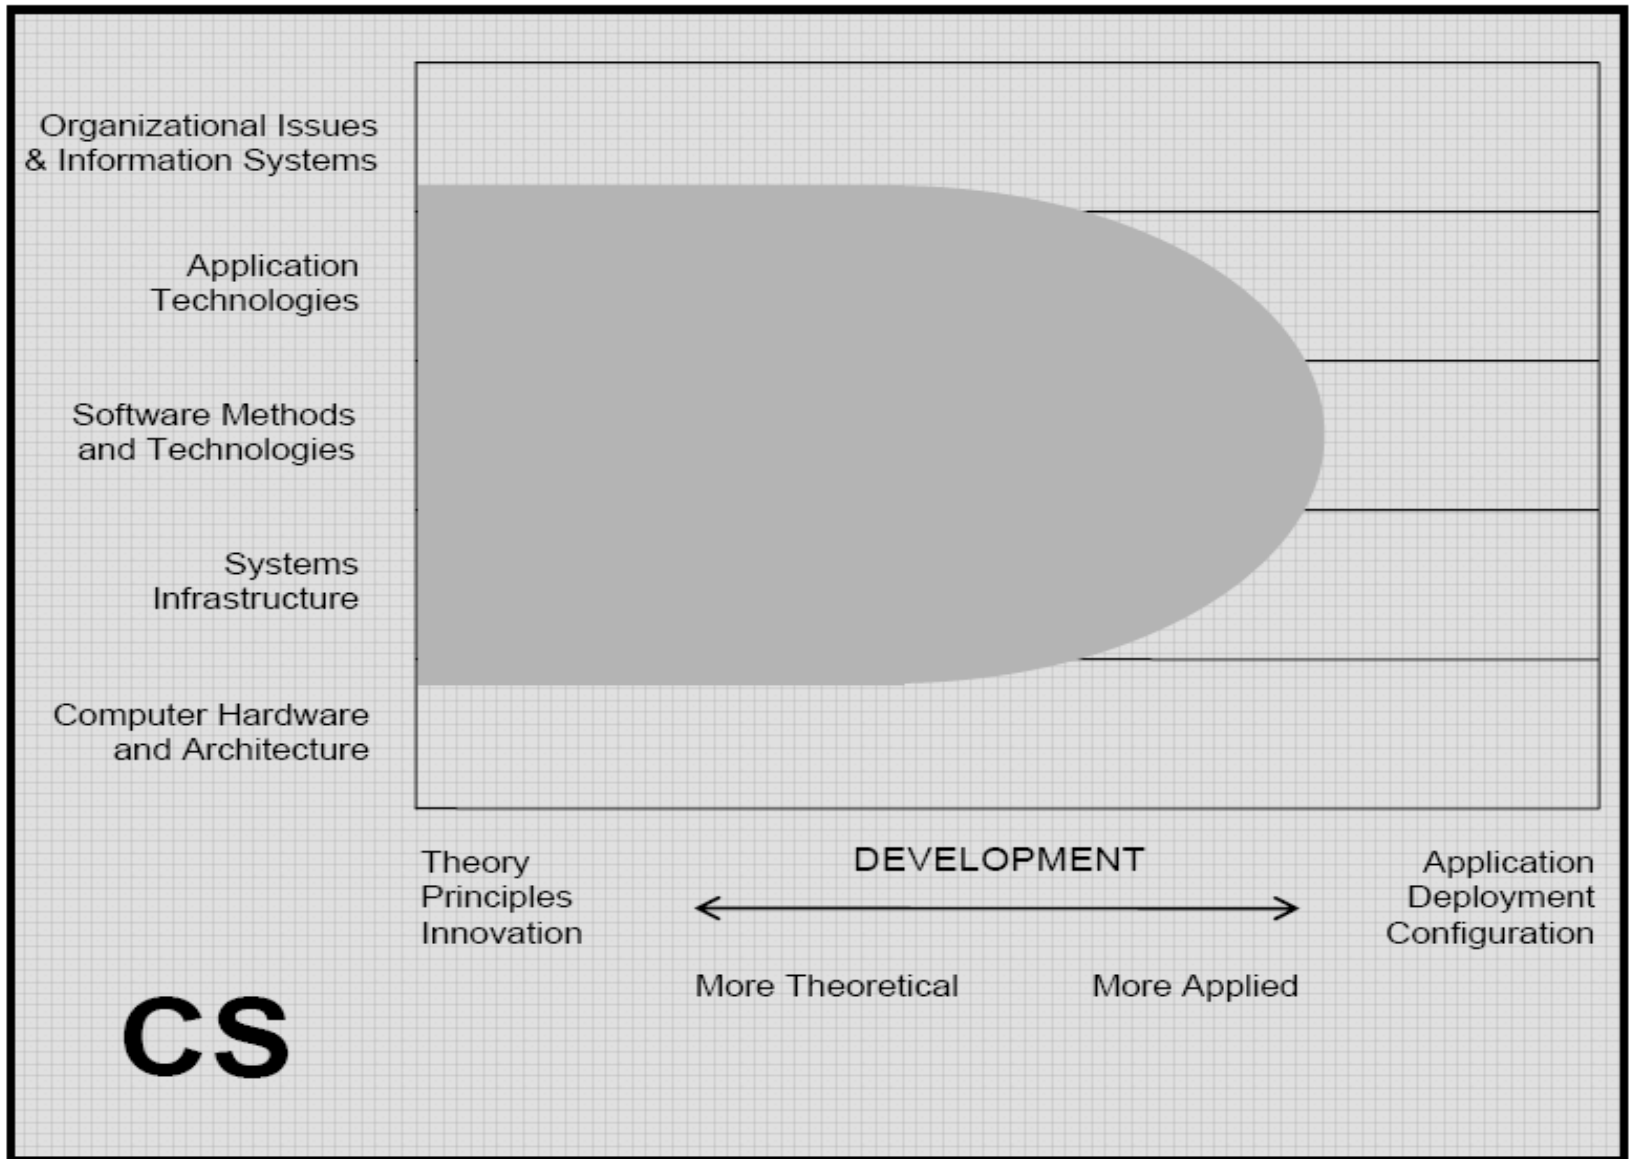 Organizational Issues
& Information Systems
Application
Technologies
Software Methods
and Technologies
Systems
Infrastructure
Computer Hardware
and Architecture
Theory
Principles
Innovation
DEVELOPMENT
More Theoretical
More Applied
Application
Deployment
Configuration
CS